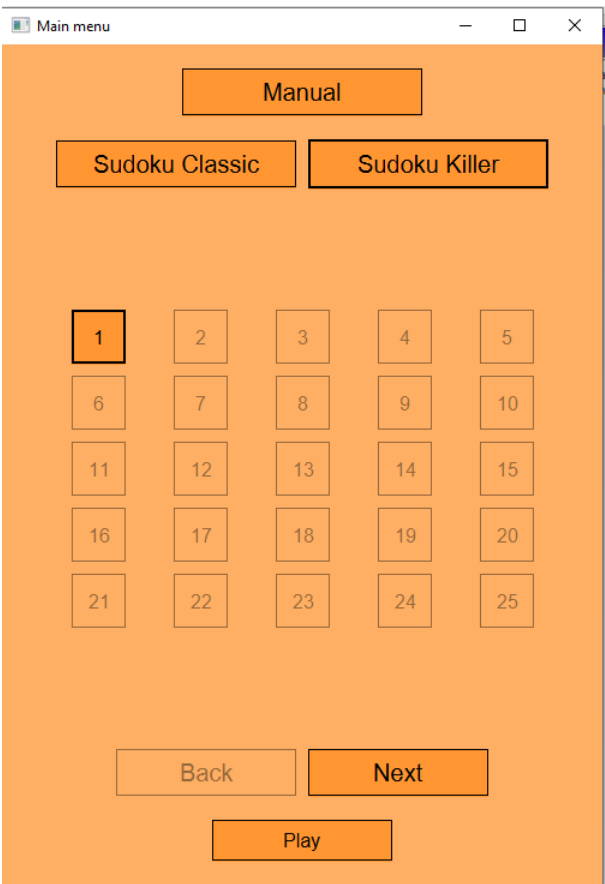 Main menu
Manual
Sudoku Classic Sudoku Killer
1 2 3 4 5
6 7 8 9 10
11 12 13 14 15
16 17 18 19 20
21 22 23 24 25
Back Next
Play